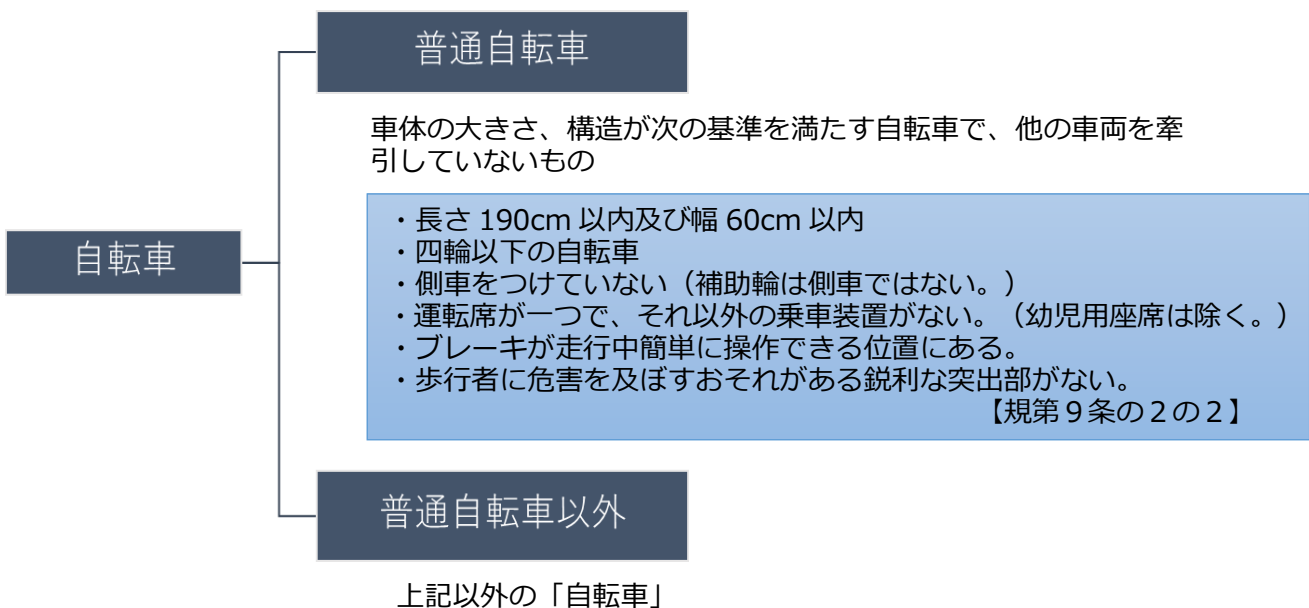 普通自転車
車体の大きさ、構造が次の基準を満たす自転車で、他の車両を牽
引していないもの
・長さ 190cm 以内及び幅 60cm 以内
・四輪以下の自転車
・側車をつけていない（補助輪は側車ではない。）
・運転席が一つで、それ以外の乗車装置がない。（幼児用座席は除く。）
・ブレーキが走行中簡単に操作できる位置にある。
・歩行者に危害を及ぼすおそれがある鋭利な突出部がない。
【規第９条の２の２】
自転車
普通自転車以外
上記以外の「自転車」